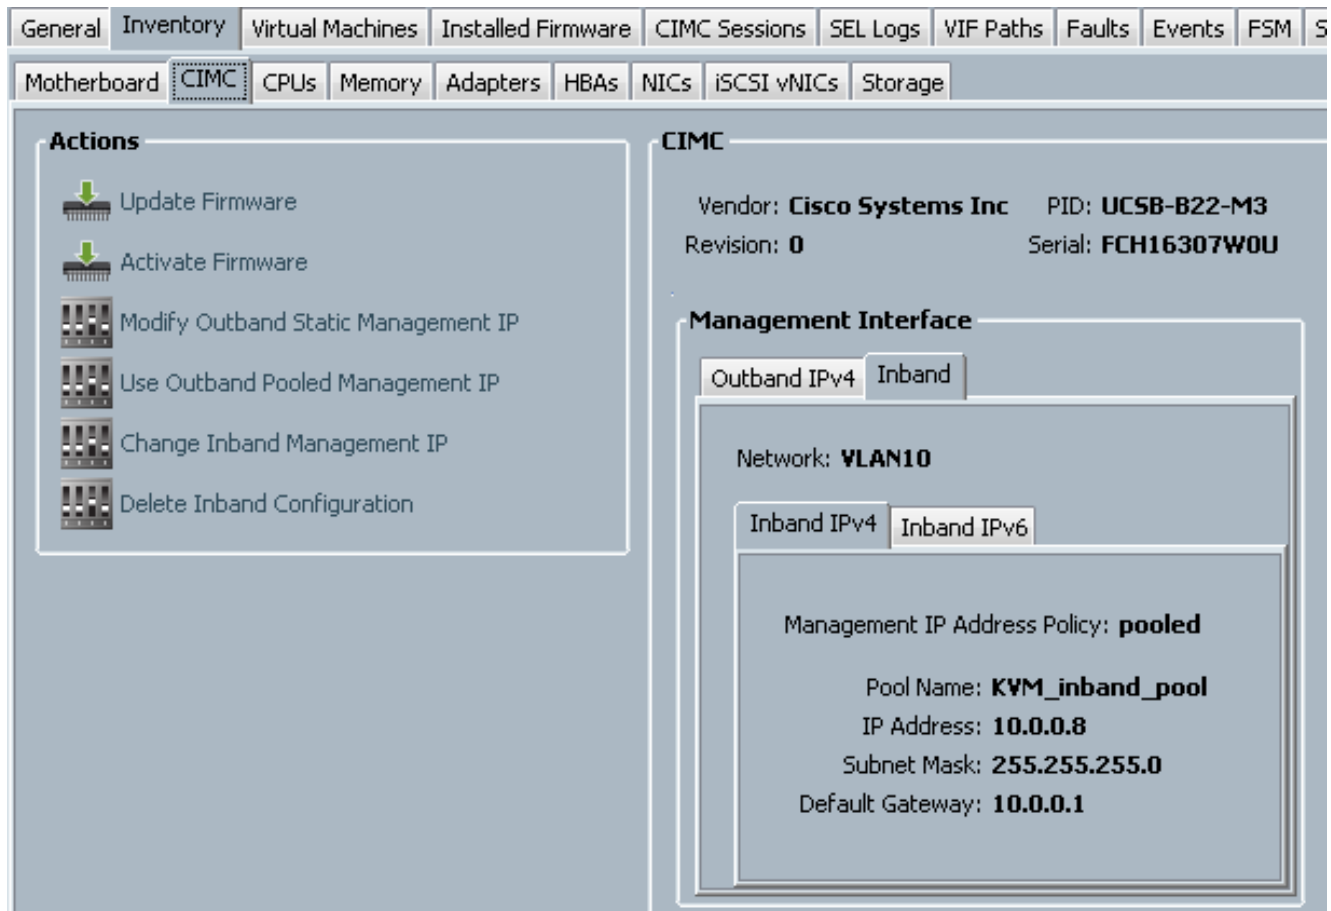 General Inventory Virtual Machines Installed Firmware CIMC Sessions SEL Logs VIF Paths Faults Events FSM S
Motherboard CIMC CPUs Memory Adapters HBAs NICs iSCSI vNICs Storage
Actions
Update Firmware
Activate Firmware
Modify Outband Static Management IP
Use Outband Pooled Management IP
Change Inband Management IP
Delete Inband Configuration
CIMC
Vendor: Cisco Systems Inc PID: UCSB-B22-M3
Revision: 0 Serial: FCH16307W0U
Management Interface
Outband IPv4 Inband
Network: VLAN10
Inband IPv4 Inband IPv6
Management IP Address Policy: pooled
Pool Name: KVM_inband_pool
IP Address: 10.0.0.8
Subnet Mask: 255.255.255.0
Default Gateway: 10.0.0.1